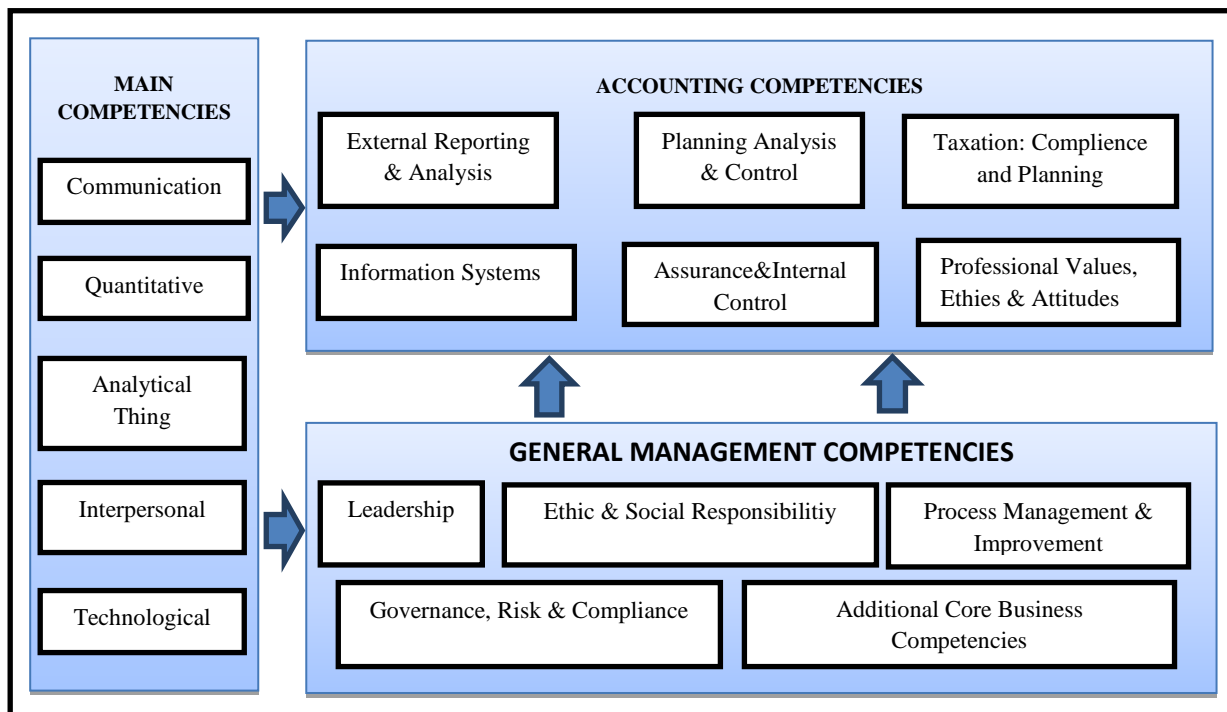 MAIN
COMPETENCIES
Communication
Quantitative
Analytical
Thing
Interpersonal
Technological
ACCOUNTING COMPETENCIES
External Reporting
& Analysis
Planning Analysis
& Control
Taxation: Complience
and Planning
Information Systems
Assurance&Internal
Control
Professional Values,
Ethies & Attitudes
GENERAL MANAGEMENT COMPETENCIES
Leadership
Ethic & Social Responsibilitiy
Process Management &
Improvement
Governance, Risk & Compliance
Additional Core Business
Competencies